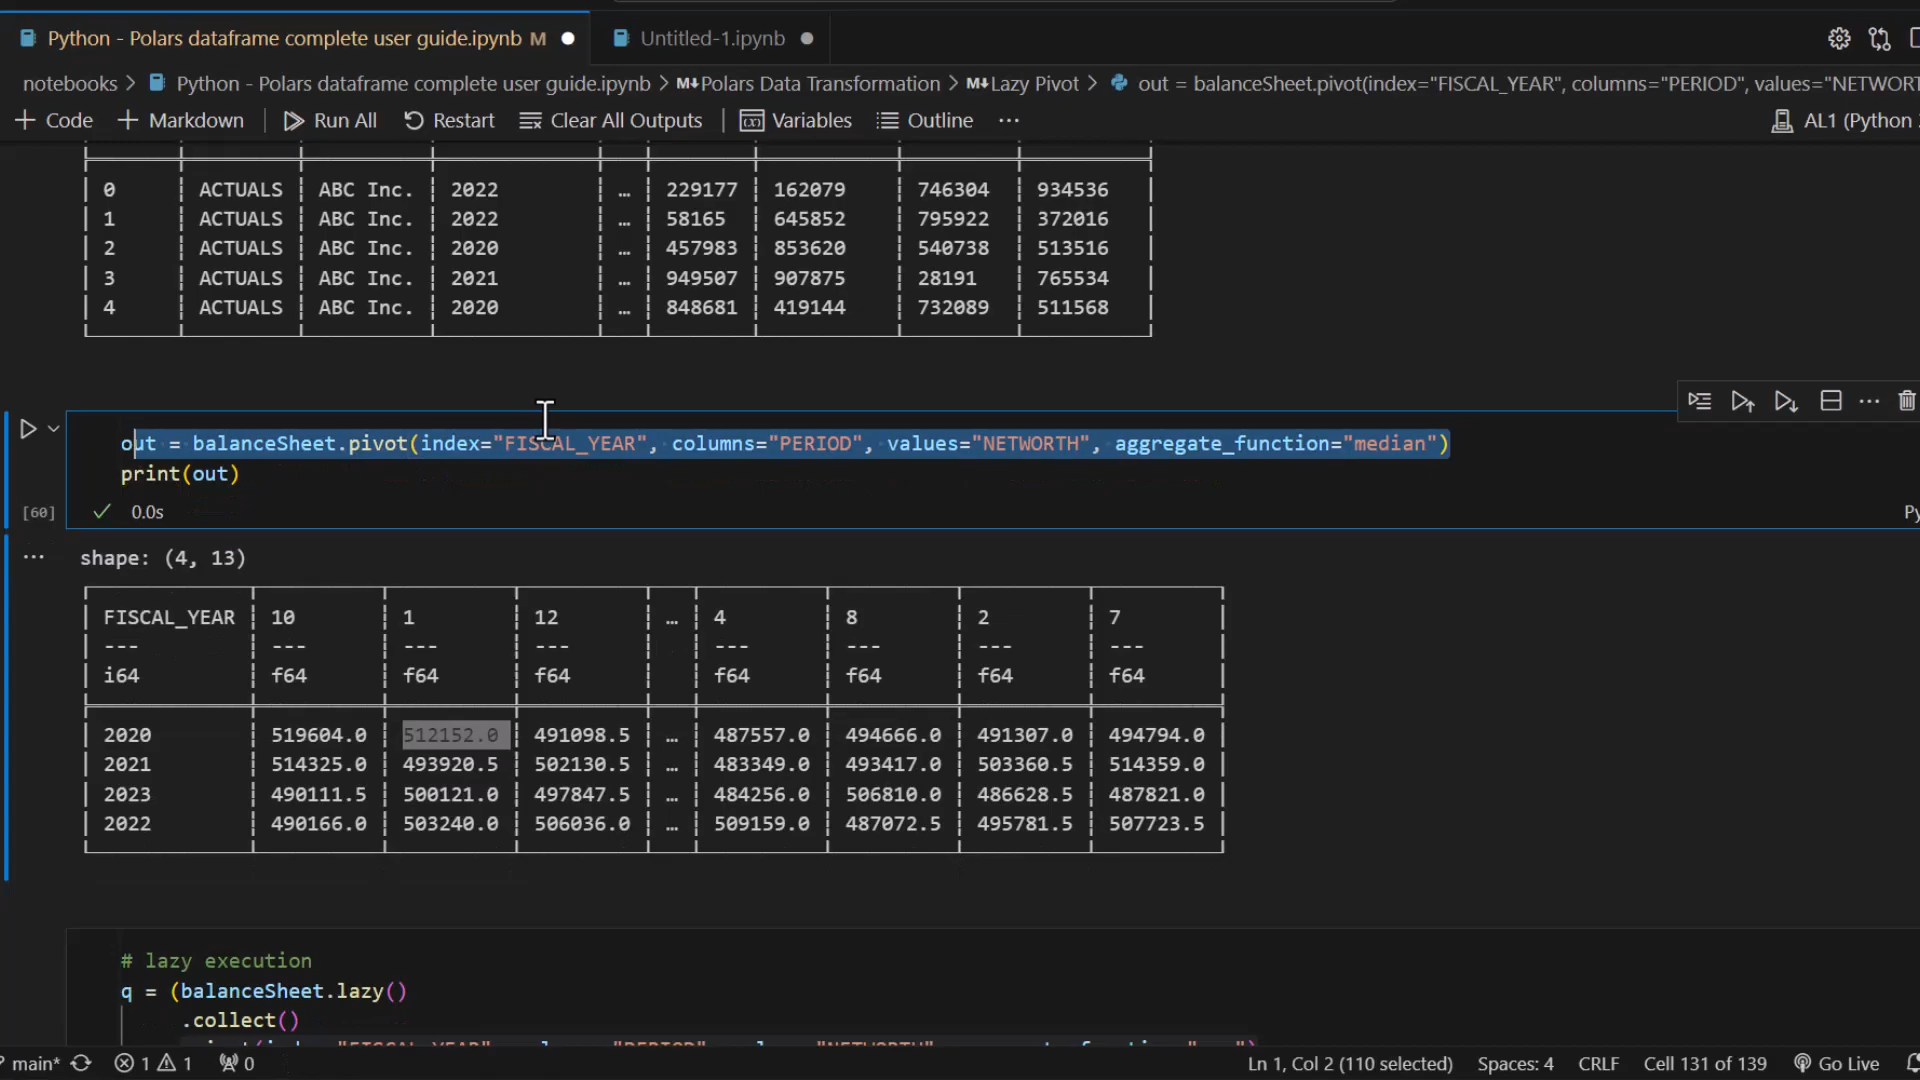 Python - Polars dataframe complete user guide.ipynb M Untitled-1.ipynb
notebooks > Python - Polars dataframe complete user guide.ipynb > M↓Polars Data Transformation > M↓Lazy Pivot > out = balanceSheet.pivot(index="FISCAL_YEAR", columns="PERIOD", values="NETWORT
+ Code + Markdown Run All Restart Clear All Outputs Variables Outline ... AL1 (Python
0 ACTUALS ABC Inc. 2022 … 229177 162079 746304 934536
1 ACTUALS ABC Inc. 2022 … 58165 645852 795922 372016
2 ACTUALS ABC Inc. 2020 … 457983 853620 540738 513516
3 ACTUALS ABC Inc. 2021 … 949507 907875 28191 765534
4 ACTUALS ABC Inc. 2020 … 848681 419144 732089 511568
out = balanceSheet.pivot(index="FISCAL_YEAR", columns="PERIOD", values="NETWORTH", aggregate_function="median")
print(out)
[60] ✓ 0.0s Py
... shape: (4, 13)
FISCAL_YEAR 10 1 12 … 4 8 2 7
--- --- --- --- --- --- --- ---
i64 f64 f64 f64 f64 f64 f64 f64
2020 519604.0 512152.0 491098.5 … 487557.0 494666.0 491307.0 494794.0
2021 514325.0 493920.5 502130.5 … 483349.0 493417.0 503360.5 514359.0
2023 490111.5 500121.0 497847.5 … 484256.0 506810.0 486628.5 487821.0
2022 490166.0 503240.0 506036.0 … 509159.0 487072.5 495781.5 507723.5
# lazy execution
q = (balanceSheet.lazy()
.collect()
main* 1 1 0 Ln 1, Col 2 (110 selected) Spaces: 4 CRLF Cell 131 of 139 Go Live